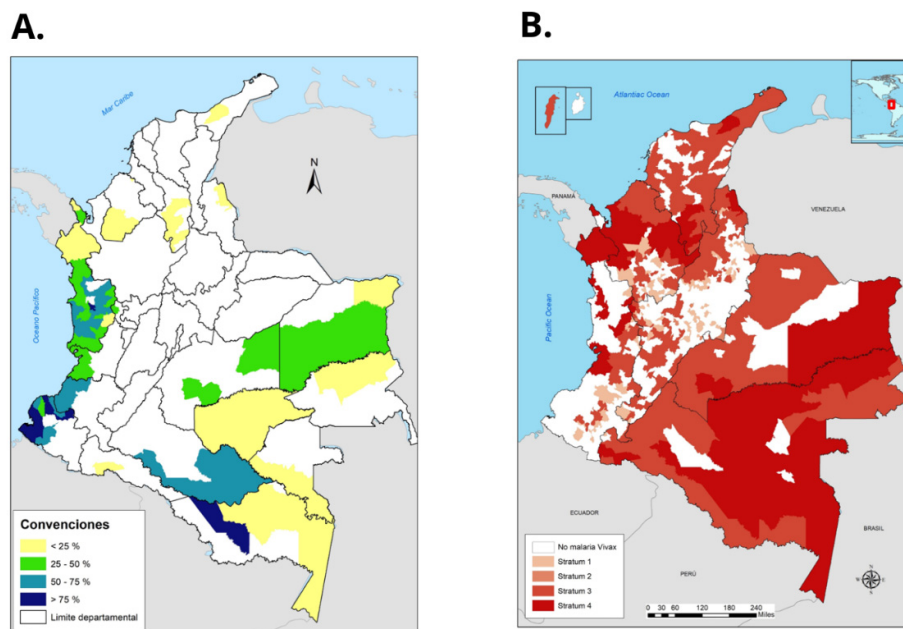 A.
B.
Mar Caribe
N
Oceano Pacífico
Convenciones
< 25 %
25 - 50 %
50 - 75 %
> 75 %
Limite departamental
Atlantiac Ocean
PANAMÁ
VENEZUELA
Pacific Ocean
ECUADOR
BRASIL
PERÚ
No malaria Vivax
Stratum 1
Stratum 2
Stratum 3
Stratum 4
0 30 60 120 180 240
Miles